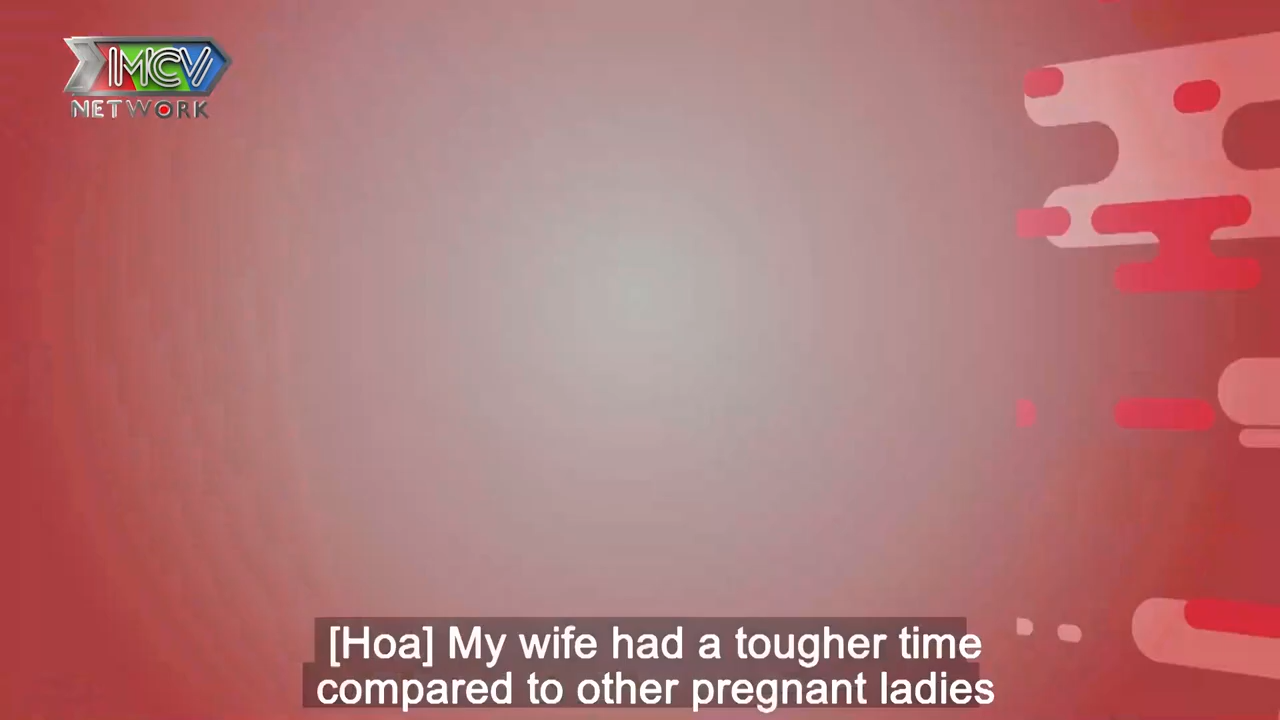 MCV
NETWORK
[Hoa] My wife had a tougher time
compared to other pregnant ladies